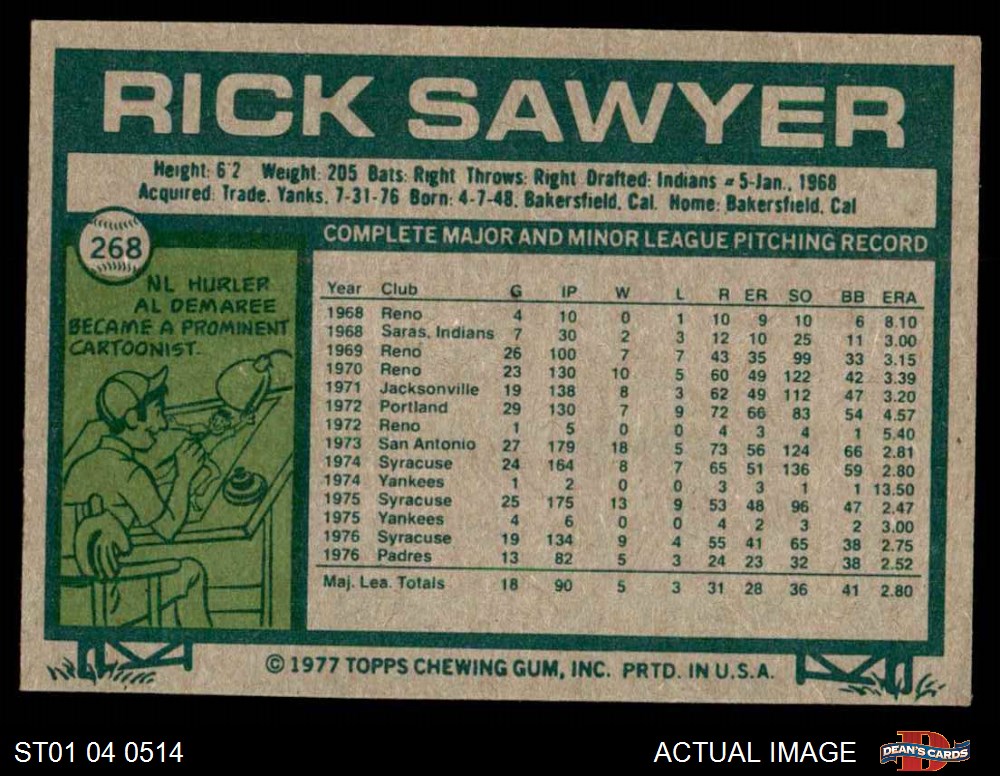 RICK SAWYER
Height: 6'2 Weight: 205 Bats: Right Throws: Right Drafted: Indians #5-Jan., 1968
Acquired: Trade, Yanks, 7-31-76 Born: 4-7-48, Bakersfield, Cal. Home: Bakersfield, Cal
268
NL HURLER
AL DEMAREE
BECAME A PROMINENT
CARTOONIST.
COMPLETE MAJOR AND MINOR LEAGUE PITCHING RECORD
Year Club G IP W L R ER SO BB ERA
1968 Reno 4 10 0 1 10 9 10 6 8.10
1968 Saras. Indians 7 30 2 3 12 10 25 11 3.00
1969 Reno 26 100 7 7 43 35 99 33 3.15
1970 Reno 23 130 10 5 60 49 122 42 3.39
1971 Jacksonville 19 138 8 3 62 49 112 47 3.20
1972 Portland 29 130 7 9 72 66 83 54 4.57
1972 Reno 1 5 0 0 4 3 4 1 5.40
1973 San Antonio 27 179 18 5 73 56 124 66 2.81
1974 Syracuse 24 164 8 7 65 51 136 59 2.80
1974 Yankees 1 2 0 0 3 3 1 1 13.50
1975 Syracuse 25 175 13 9 53 48 96 47 2.47
1975 Yankees 4 6 0 0 4 2 3 2 3.00
1976 Syracuse 19 134 9 4 55 41 65 38 2.75
1976 Padres 13 82 5 3 24 23 32 38 2.52
Maj. Lea. Totals 18 90 5 3 31 28 36 41 2.80
© 1977 TOPPS CHEWING GUM, INC. PRTD. IN U.S.A.
ST01 04 0514
ACTUAL IMAGE
D
DEAN'S CARDS